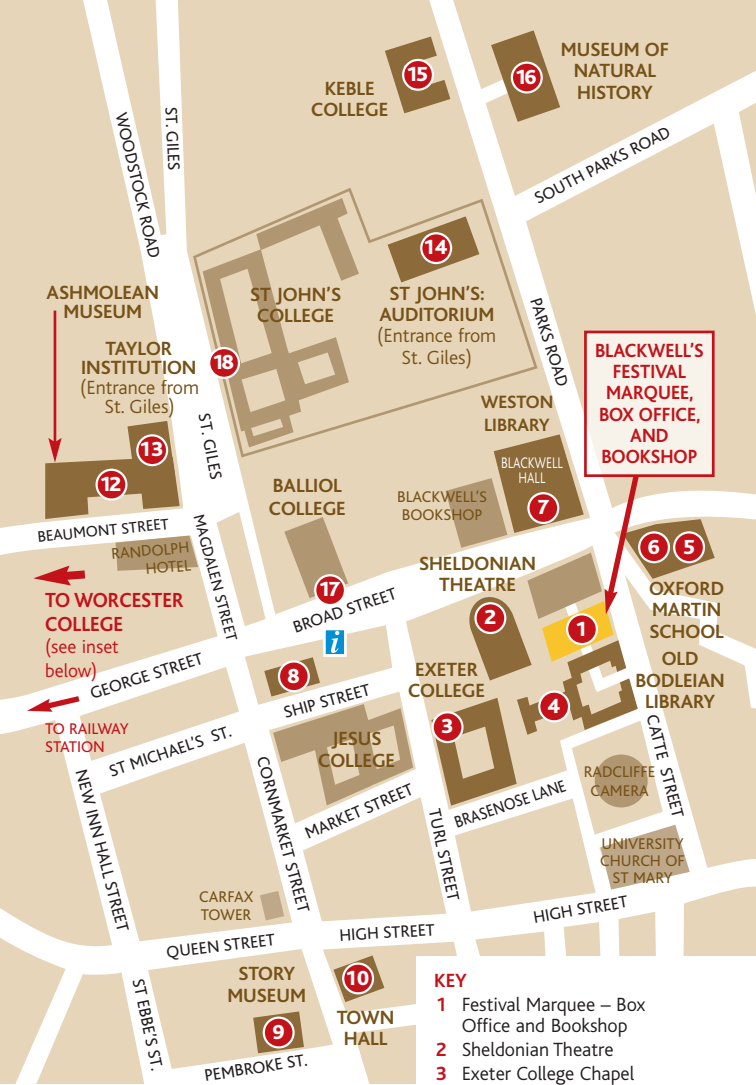 15
16
MUSEUM OF
NATURAL
HISTORY
KEBLE
COLLEGE
WOODSTOCK ROAD
ST. GILES
SOUTH PARKS ROAD
14
ASHMOLEAN
MUSEUM
ST JOHN'S
COLLEGE
ST JOHN'S:
AUDITORIUM
(Entrance from
St. Giles)
PARKS ROAD
TAYLOR
INSTITUTION
(Entrance from
St. Giles)
18
BLACKWELL'S
FESTIVAL
MARQUEE,
BOX OFFICE,
AND
BOOKSHOP
ST. GILES
WESTON
LIBRARY
13
12
BLACKWELL
HALL
7
BALLIOL
COLLEGE
BLACKWELL'S
BOOKSHOP
BEAUMONT STREET
RANDOLPH
HOTEL
MAGDALEN STREET
6
5
OXFORD
MARTIN
SCHOOL
SHELDONIAN
THEATRE
17
BROAD STREET
i
2
1
TO WORCESTER
COLLEGE
(see inset
below)
GEORGE STREET
TO RAILWAY
STATION
8
SHIP STREET
EXETER
COLLEGE
3
4
OLD
BODLEIAN
LIBRARY
ST MICHAEL'S ST.
JESUS
COLLEGE
CATTE STREET
RADCLIFFE
CAMERA
NEW INN HALL STREET
CORNMARKET STREET
MARKET STREET
TURL STREET
BRASENOSE LANE
UNIVERSITY
CHURCH OF
ST MARY
CARFAX
TOWER
QUEEN STREET
HIGH STREET
HIGH STREET
STORY
MUSEUM
10
TOWN
HALL
9
ST EBBE'S ST.
PEMBROKE ST.
KEY
1 Festival Marquee – Box
Office and Bookshop
2 Sheldonian Theatre
3 Exeter College Chapel